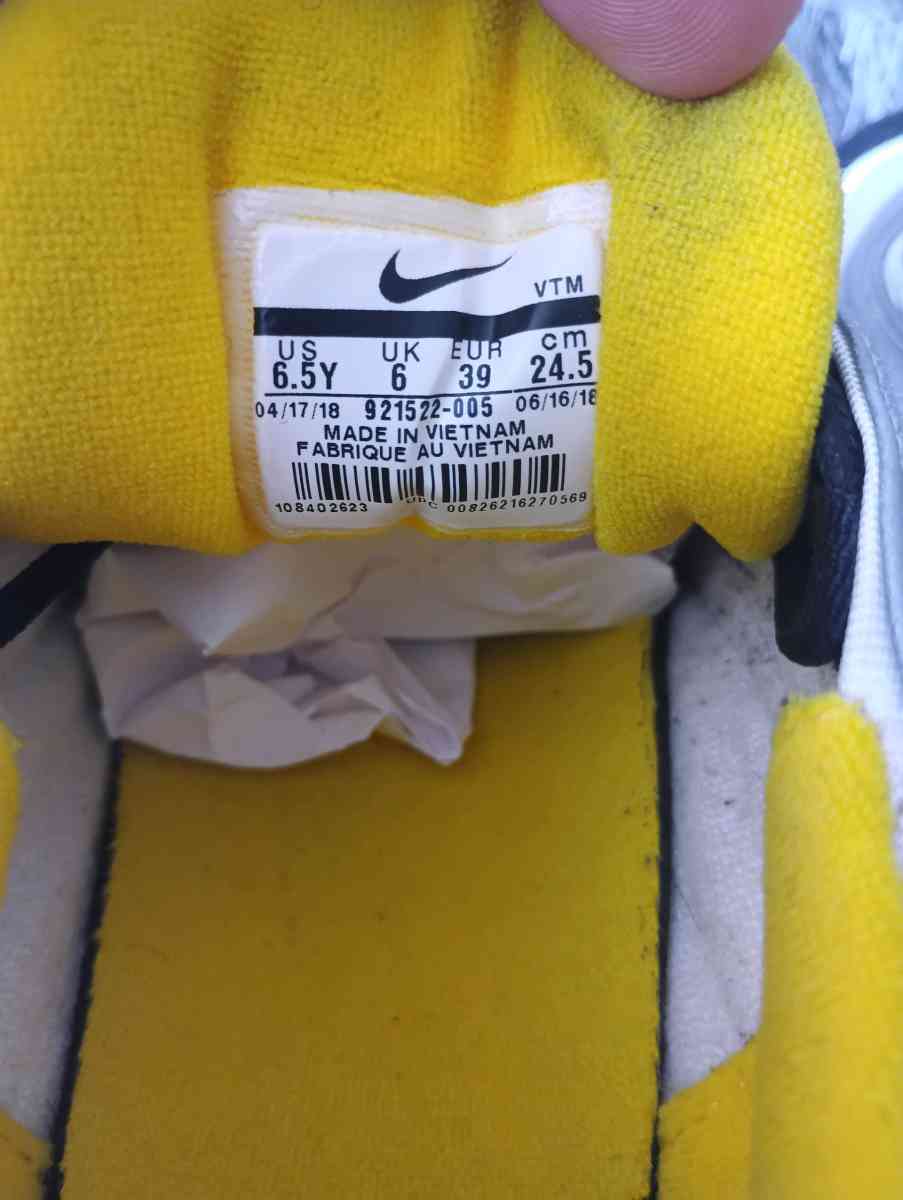 VTM
US UK EUR cm
6.5Y 6 39 24.5
04/17/18 921522-005 06/16/18
MADE IN VIETNAM
FABRIQUE AU VIETNAM
108402623 UPC 00826216270569